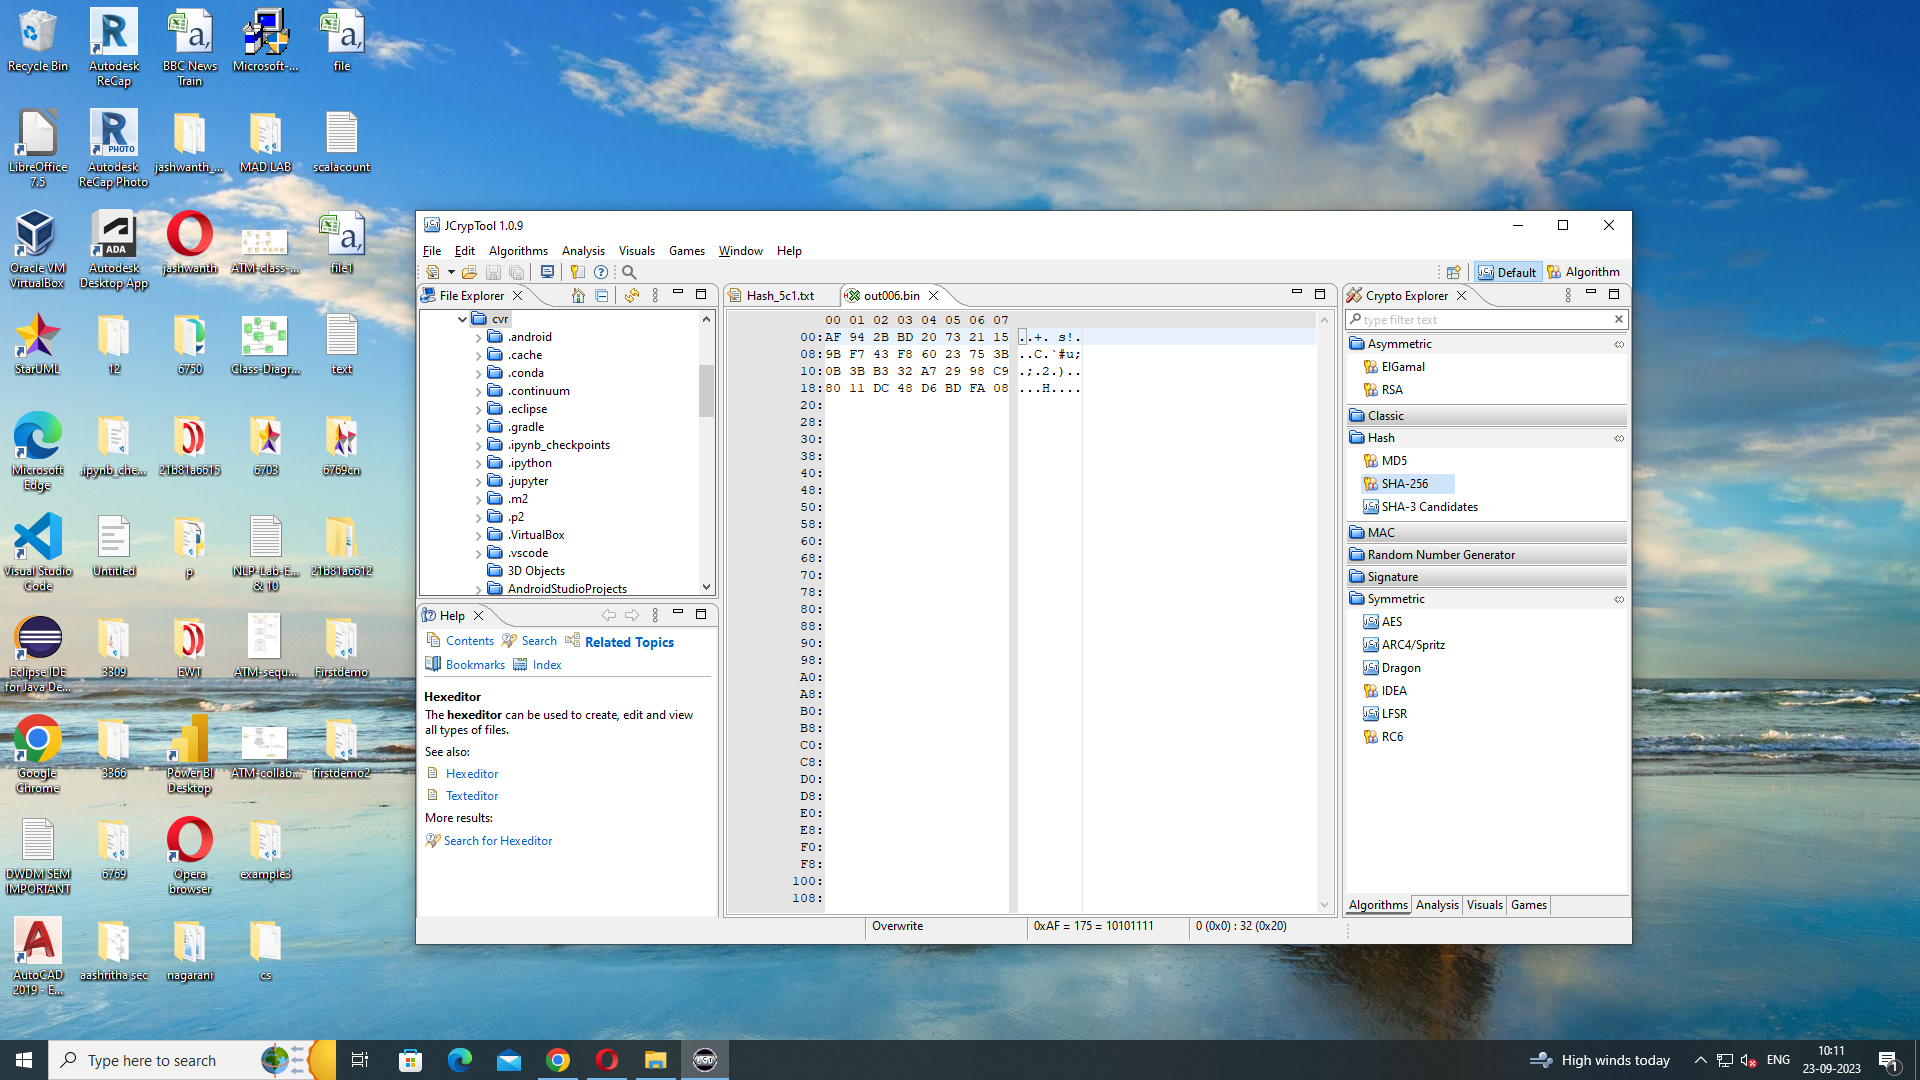 Recycle Bin
Autodesk ReCap
BBC News Train
Microsoft-...
file
LibreOffice 7.5
Autodesk ReCap Photo
jashwanth_...
MAD LAB
scalacount
Oracle VM VirtualBox
Autodesk Desktop App
jashwanth
ATM-class-...
file1
StarUML
12
6750
Class-Diagr...
text
Microsoft Edge
.ipynb_che...
21b81a6615
6703
6769cn
Visual Studio Code
Untitled
p
NLP-Lab-E... & 10
21b81a6612
Eclipse IDE for Java De...
3309
EWT
ATM-sequ...
Firstdemo
Google Chrome
3366
Power BI Desktop
ATM-collab...
firstdemo2
DWDM SEM IMPORTANT
6769
Opera browser
example3
AutoCAD 2019 - E...
aashritha sec
nagarani
cs
JCrypTool 1.0.9
File Edit Algorithms Analysis Visuals Games Window Help
Default Algorithm
File Explorer
cvr
.android
.cache
.conda
.continuum
.eclipse
.gradle
.ipynb_checkpoints
.ipython
.jupyter
.m2
.p2
.VirtualBox
.vscode
3D Objects
AndroidStudioProjects
Help
Contents Search Related Topics
Bookmarks Index
Hexeditor
The hexeditor can be used to create, edit and view
all types of files.
See also:
Hexeditor
Texteditor
More results:
Search for Hexeditor
Hash_5c1.txt out006.bin
00 01 02 03 04 05 06 07
00: AF 94 2B BD 20 73 21 15 ..+. s!.
08: 9B F7 43 F8 60 23 75 3B ..C.`#u;
10: 0B 3B B3 32 A7 29 98 C9 .;.2.)..
18: 80 11 DC 48 D6 BD FA 08 ...H....
20:
28:
30:
38:
40:
48:
50:
58:
60:
68:
70:
78:
80:
88:
90:
98:
A0:
A8:
B0:
B8:
C0:
C8:
D0:
D8:
E0:
E8:
F0:
F8:
100:
108:
Overwrite
0xAF = 175 = 10101111
0 (0x0) : 32 (0x20)
Crypto Explorer
type filter text
Asymmetric
ElGamal
RSA
Classic
Hash
MD5
SHA-256
SHA-3 Candidates
MAC
Random Number Generator
Signature
Symmetric
AES
ARC4/Spritz
Dragon
IDEA
LFSR
RC6
Algorithms Analysis Visuals Games
Type here to search
High winds today
ENG
10:11
23-09-2023
1